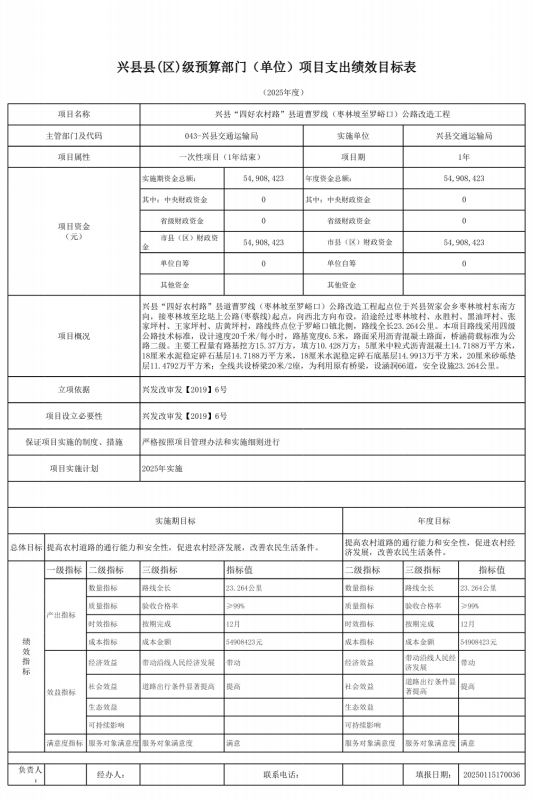 兴县县(区)级预算部门（单位）项目支出绩效目标表
（2025年度）
项目名称 兴县“四好农村路”县道曹罗线（枣林坡至罗峪口）公路改造工程
主管部门及代码 043-兴县交通运输局 实施单位 兴县交通运输局
项目属性 一次性项目（1年结束） 项目期 1年
项目资金（元） 实施期资金总额： 54,908,423 年度资金总额： 54,908,423
其中：中央财政资金 0 其中：中央财政资金 0
省级财政资金 0 省级财政资金 0
市县（区）财政资金 54,908,423 市县（区）财政资金 54,908,423
单位自筹 0 单位自筹 0
其他资金 其他资金
项目概况
兴县“四好农村路”县道曹罗线（枣林坡至罗峪口）公路改造工程起点位于兴县贺家会乡枣林坡村东南方
向，接枣林坡至圪垯上公路(枣蔡线)起点，向西北方向布设，沿途经过枣林坡村、永胜村、黑油坪村、张
家坪村、王家坪村、店黄坪村，路线终点位于罗峪口镇北侧，路线全长23.264公里。本项目路线采用四级
公路技术标准，设计速度20千米/每小时，路基宽度6.5米，路面采用沥青混凝土路面，桥涵荷载标准为公
路二级。主要工程量有路基挖方15.37万方，填方10.428万方；5厘米中粒式沥青混凝土14.7188万平方米，
18厘米水泥稳定碎石基层14.7188万平方米，18厘米水泥稳定碎石底基层14.9913万平方米，20厘米砂砾垫
层11.4792万平方米；全线共设桥梁20米/2座，为利用原有桥梁，设涵洞66道，安全设施23.264公里。
立项依据 兴发改审发【2019】6号
项目设立必要性 兴发改审发【2019】6号
保证项目实施的制度、措施 严格按照项目管理办法和实施细则进行
项目实施计划 2025年实施
实施期目标 年度目标
总体目标 提高农村道路的通行能力和安全性，促进农村经济发展，改善农民生活条件。 提高农村道路的通行能力和安全性，促进农村经济发展，改善农民生活条件。
绩效指标
一级指标 二级指标 三级指标 指标值 二级指标 三级指标 指标值
产出指标 数量指标 路线全长 23.264公里 数量指标 路线全长 23.264公里
质量指标 验收合格率 ≥99% 质量指标 验收合格率 ≥99%
时效指标 按期完成 12月 时效指标 按期完成 12月
成本指标 成本金额 54908423元 成本指标 成本金额 54908423元
效益指标 经济效益 带动沿线人民经济发展 带动 经济效益 带动沿线人民经济发展 带动
社会效益 道路出行条件显著提高 提高 社会效益 道路出行条件显著提高 提高
生态效益 生态效益
可持续影响 可持续影响
满意度指标 服务对象满意度 服务对象满意度 满意 服务对象满意度 服务对象满意度 满意
负责人： 经办人： 联系电话： 填报日期： 20250115170036